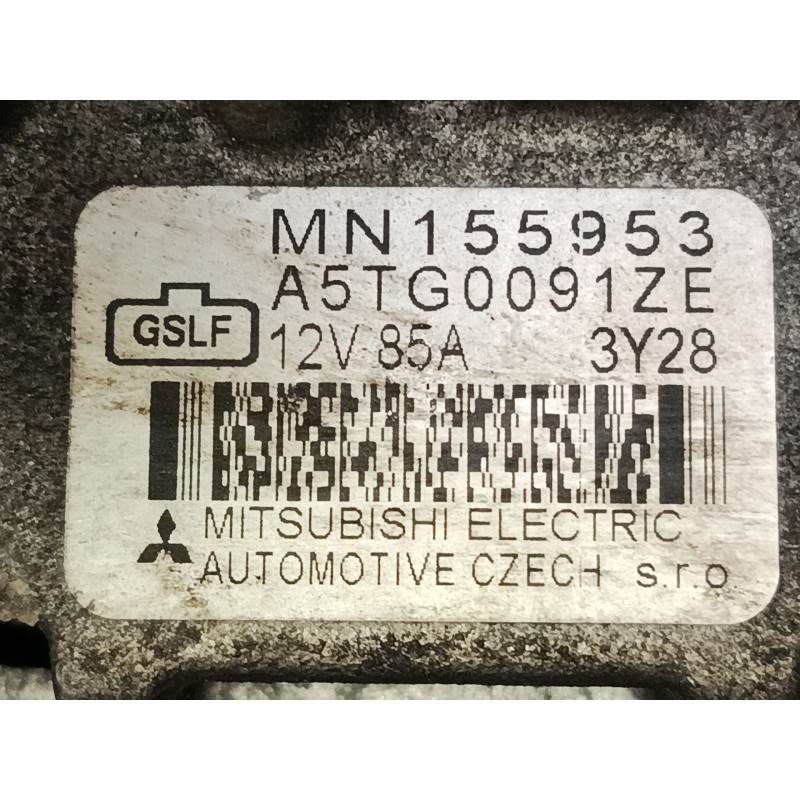 MN155953
A5TG0091ZE
GSLF
12V 85A 3Y28
MITSUBISHI ELECTRIC
AUTOMOTIVE CZECH s.r.o